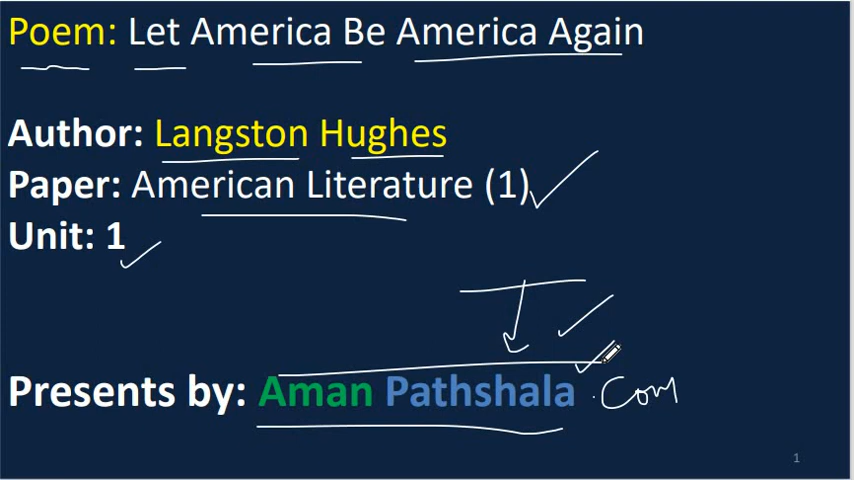 Poem: Let America Be America Again
Author: Langston Hughes
Paper: American Literature (1)
Unit: 1
Presents by: Aman Pathshala .Com
1